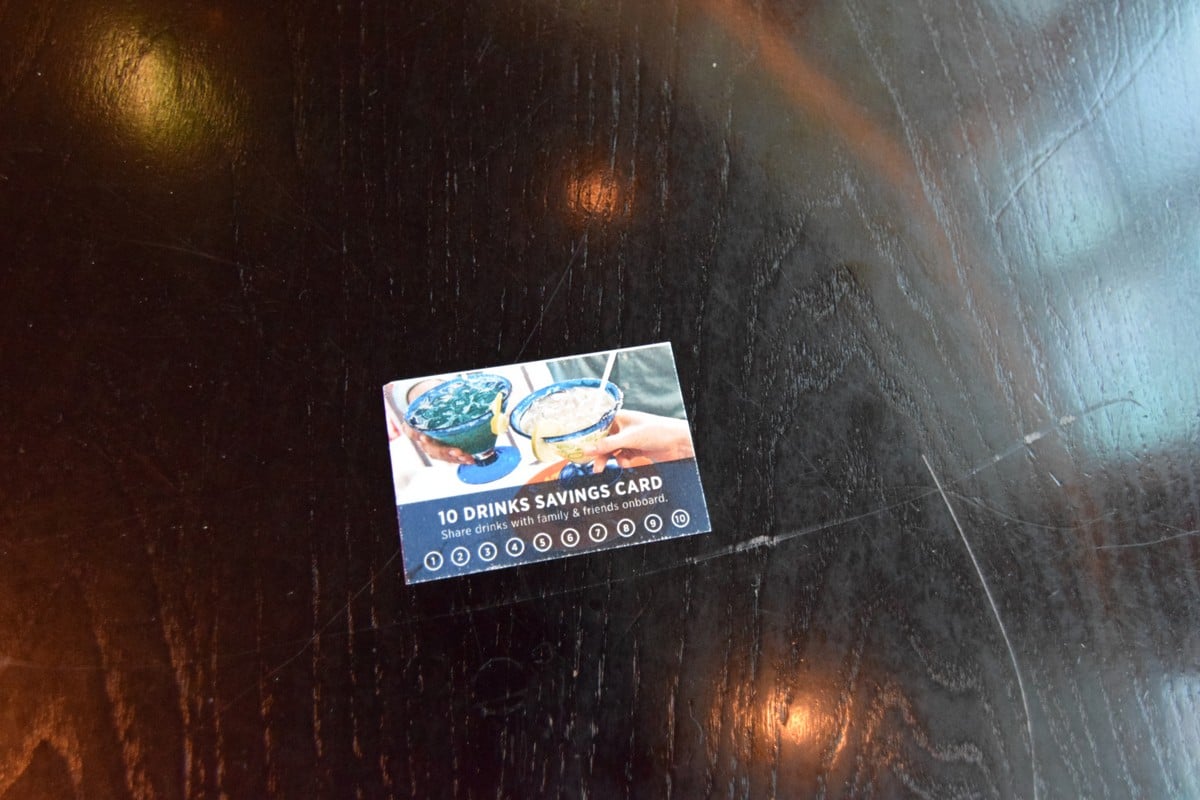 10 DRINKS SAVINGS CARD
Share drinks with family & friends onboard.
1 2 3 4 5 6 7 8 9 10